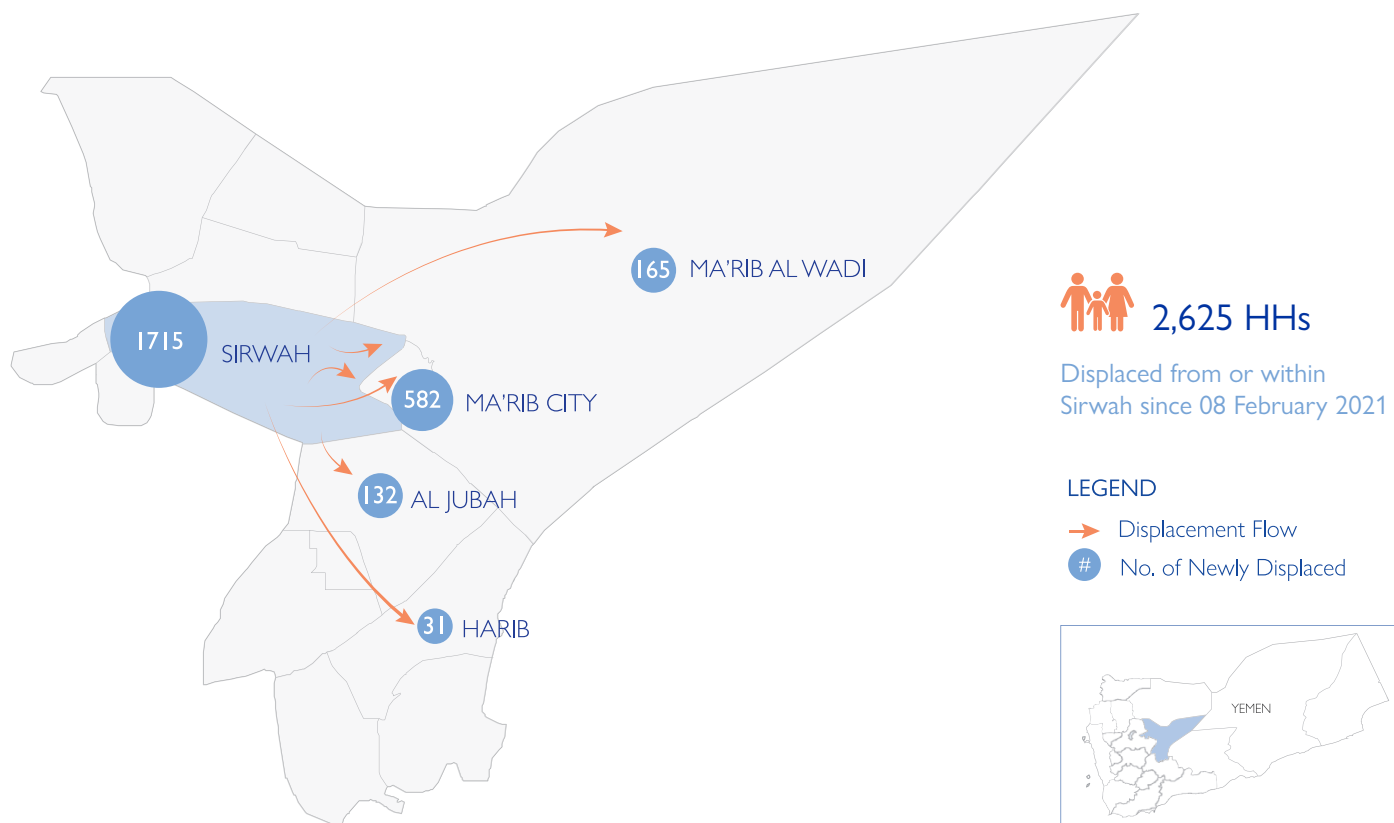 165
MA'RIB AL WADI
1715
SIRWAH
582
MA'RIB CITY
132
AL JUBAH
31
HARIB
2,625 HHs
Displaced from or within
Sirwah since 08 February 2021
LEGEND
Displacement Flow
#
No. of Newly Displaced
YEMEN